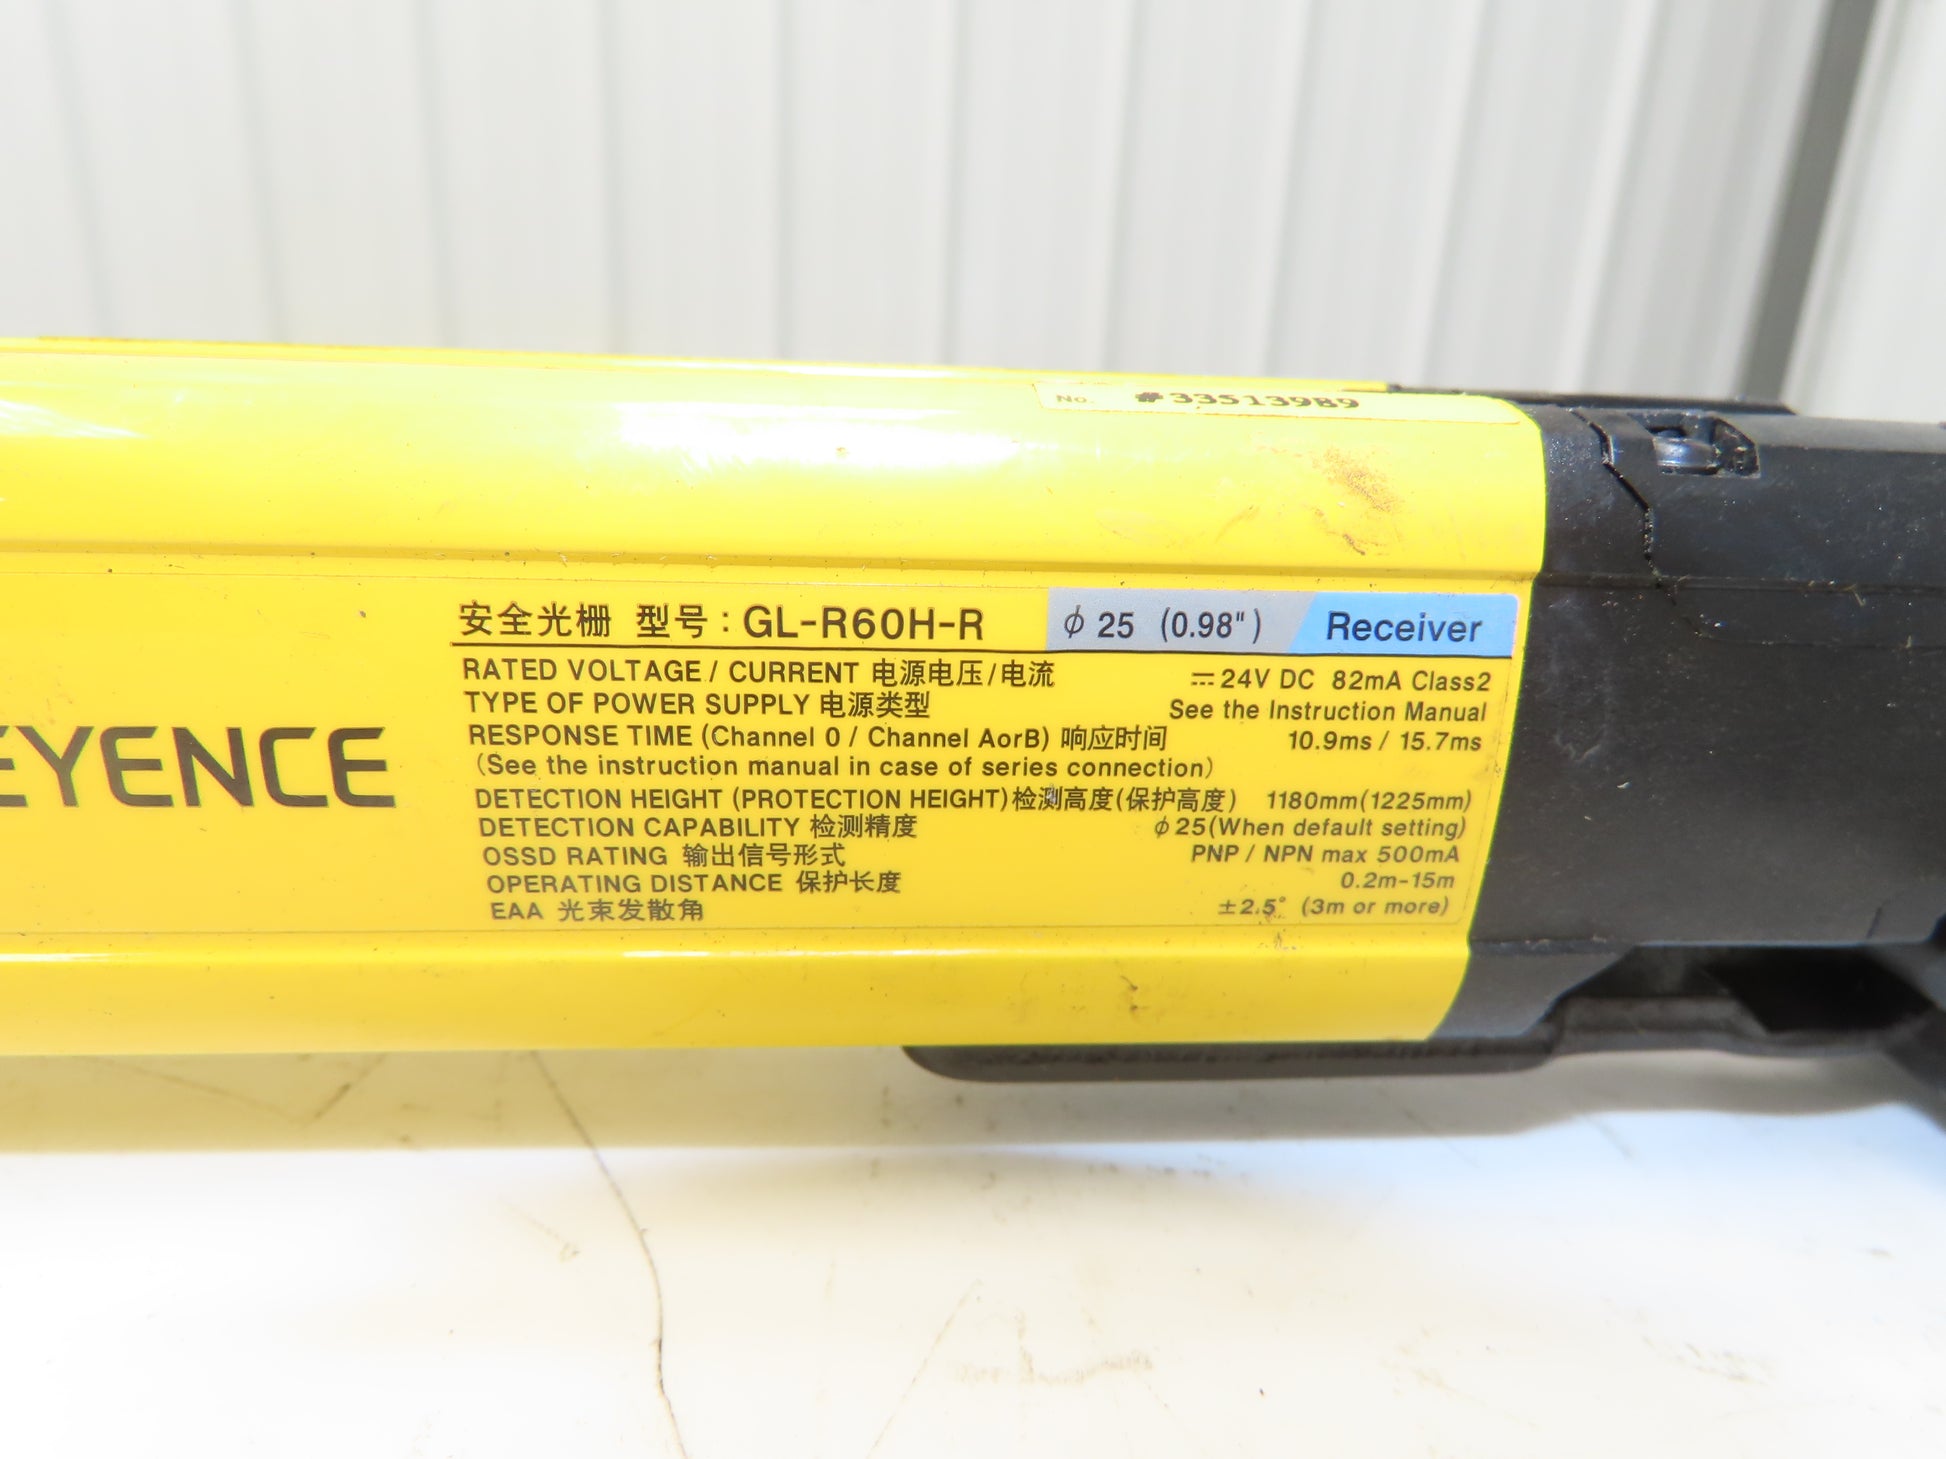 No. #33513989
EYENCE
安全光栅 型号：GL-R60H-R φ25 (0.98") Receiver
RATED VOLTAGE / CURRENT 电源电压/电流 ⎓24V DC 82mA Class2
TYPE OF POWER SUPPLY 电源类型 See the Instruction Manual
RESPONSE TIME (Channel 0 / Channel AorB) 响应时间 10.9ms / 15.7ms
(See the instruction manual in case of series connection)
DETECTION HEIGHT (PROTECTION HEIGHT)检测高度(保护高度) 1180mm(1225mm)
DETECTION CAPABILITY 检测精度 φ25(When default setting)
OSSD RATING 输出信号形式 PNP / NPN max 500mA
OPERATING DISTANCE 保护长度 0.2m-15m
EAA 光束发散角 ±2.5° (3m or more)